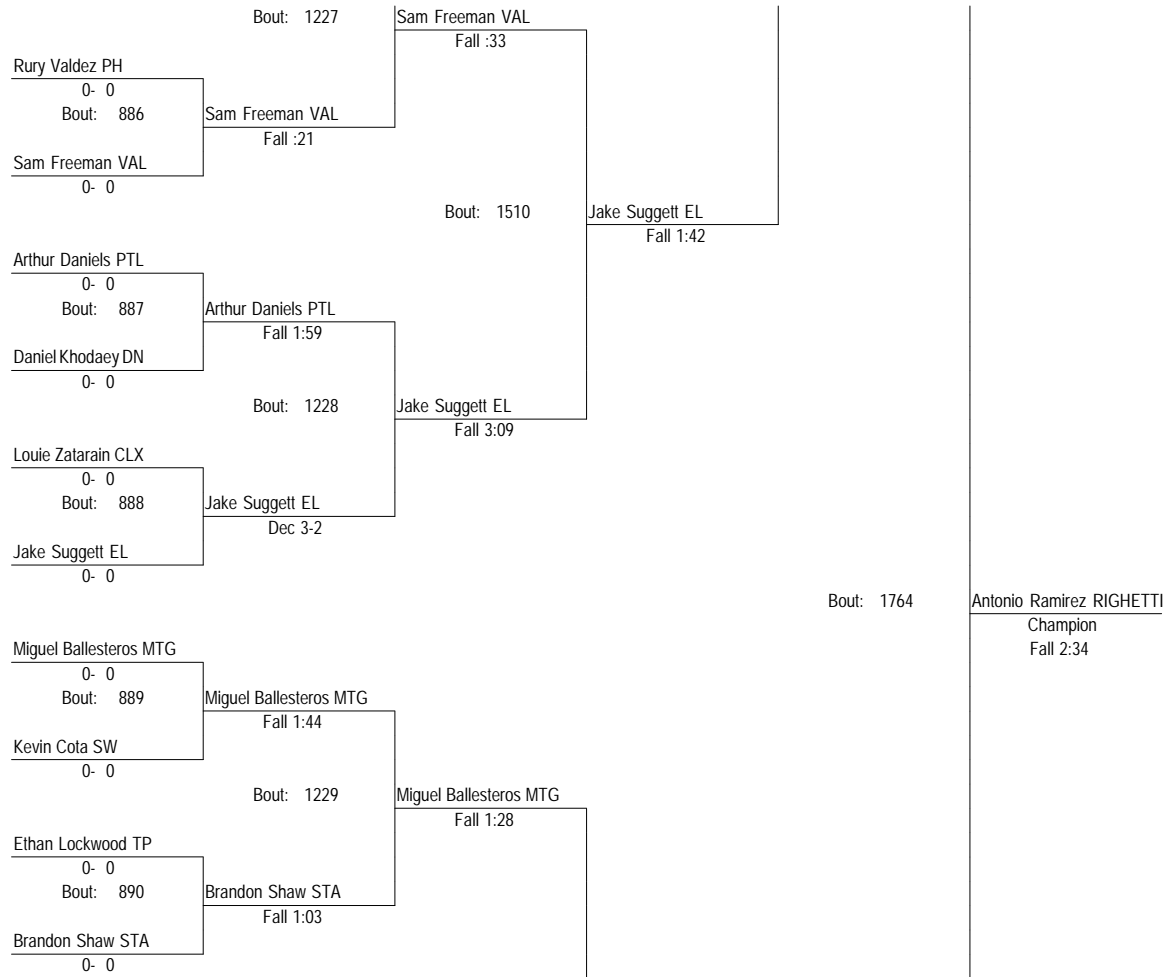 Bout: 1227 Sam Freeman VAL
Fall :33
Rury Valdez PH
0- 0
Bout: 886 Sam Freeman VAL
Fall :21
Sam Freeman VAL
0- 0
Bout: 1510 Jake Suggett EL
Fall 1:42
Arthur Daniels PTL
0- 0
Bout: 887 Arthur Daniels PTL
Fall 1:59
Daniel Khodaey DN
0- 0
Bout: 1228 Jake Suggett EL
Fall 3:09
Louie Zatarain CLX
0- 0
Bout: 888 Jake Suggett EL
Dec 3-2
Jake Suggett EL
0- 0
Bout: 1764 Antonio Ramirez RIGHETTI
Champion
Fall 2:34
Miguel Ballesteros MTG
0- 0
Bout: 889 Miguel Ballesteros MTG
Fall 1:44
Kevin Cota SW
0- 0
Bout: 1229 Miguel Ballesteros MTG
Fall 1:28
Ethan Lockwood TP
0- 0
Bout: 890 Brandon Shaw STA
Fall 1:03
Brandon Shaw STA
0- 0